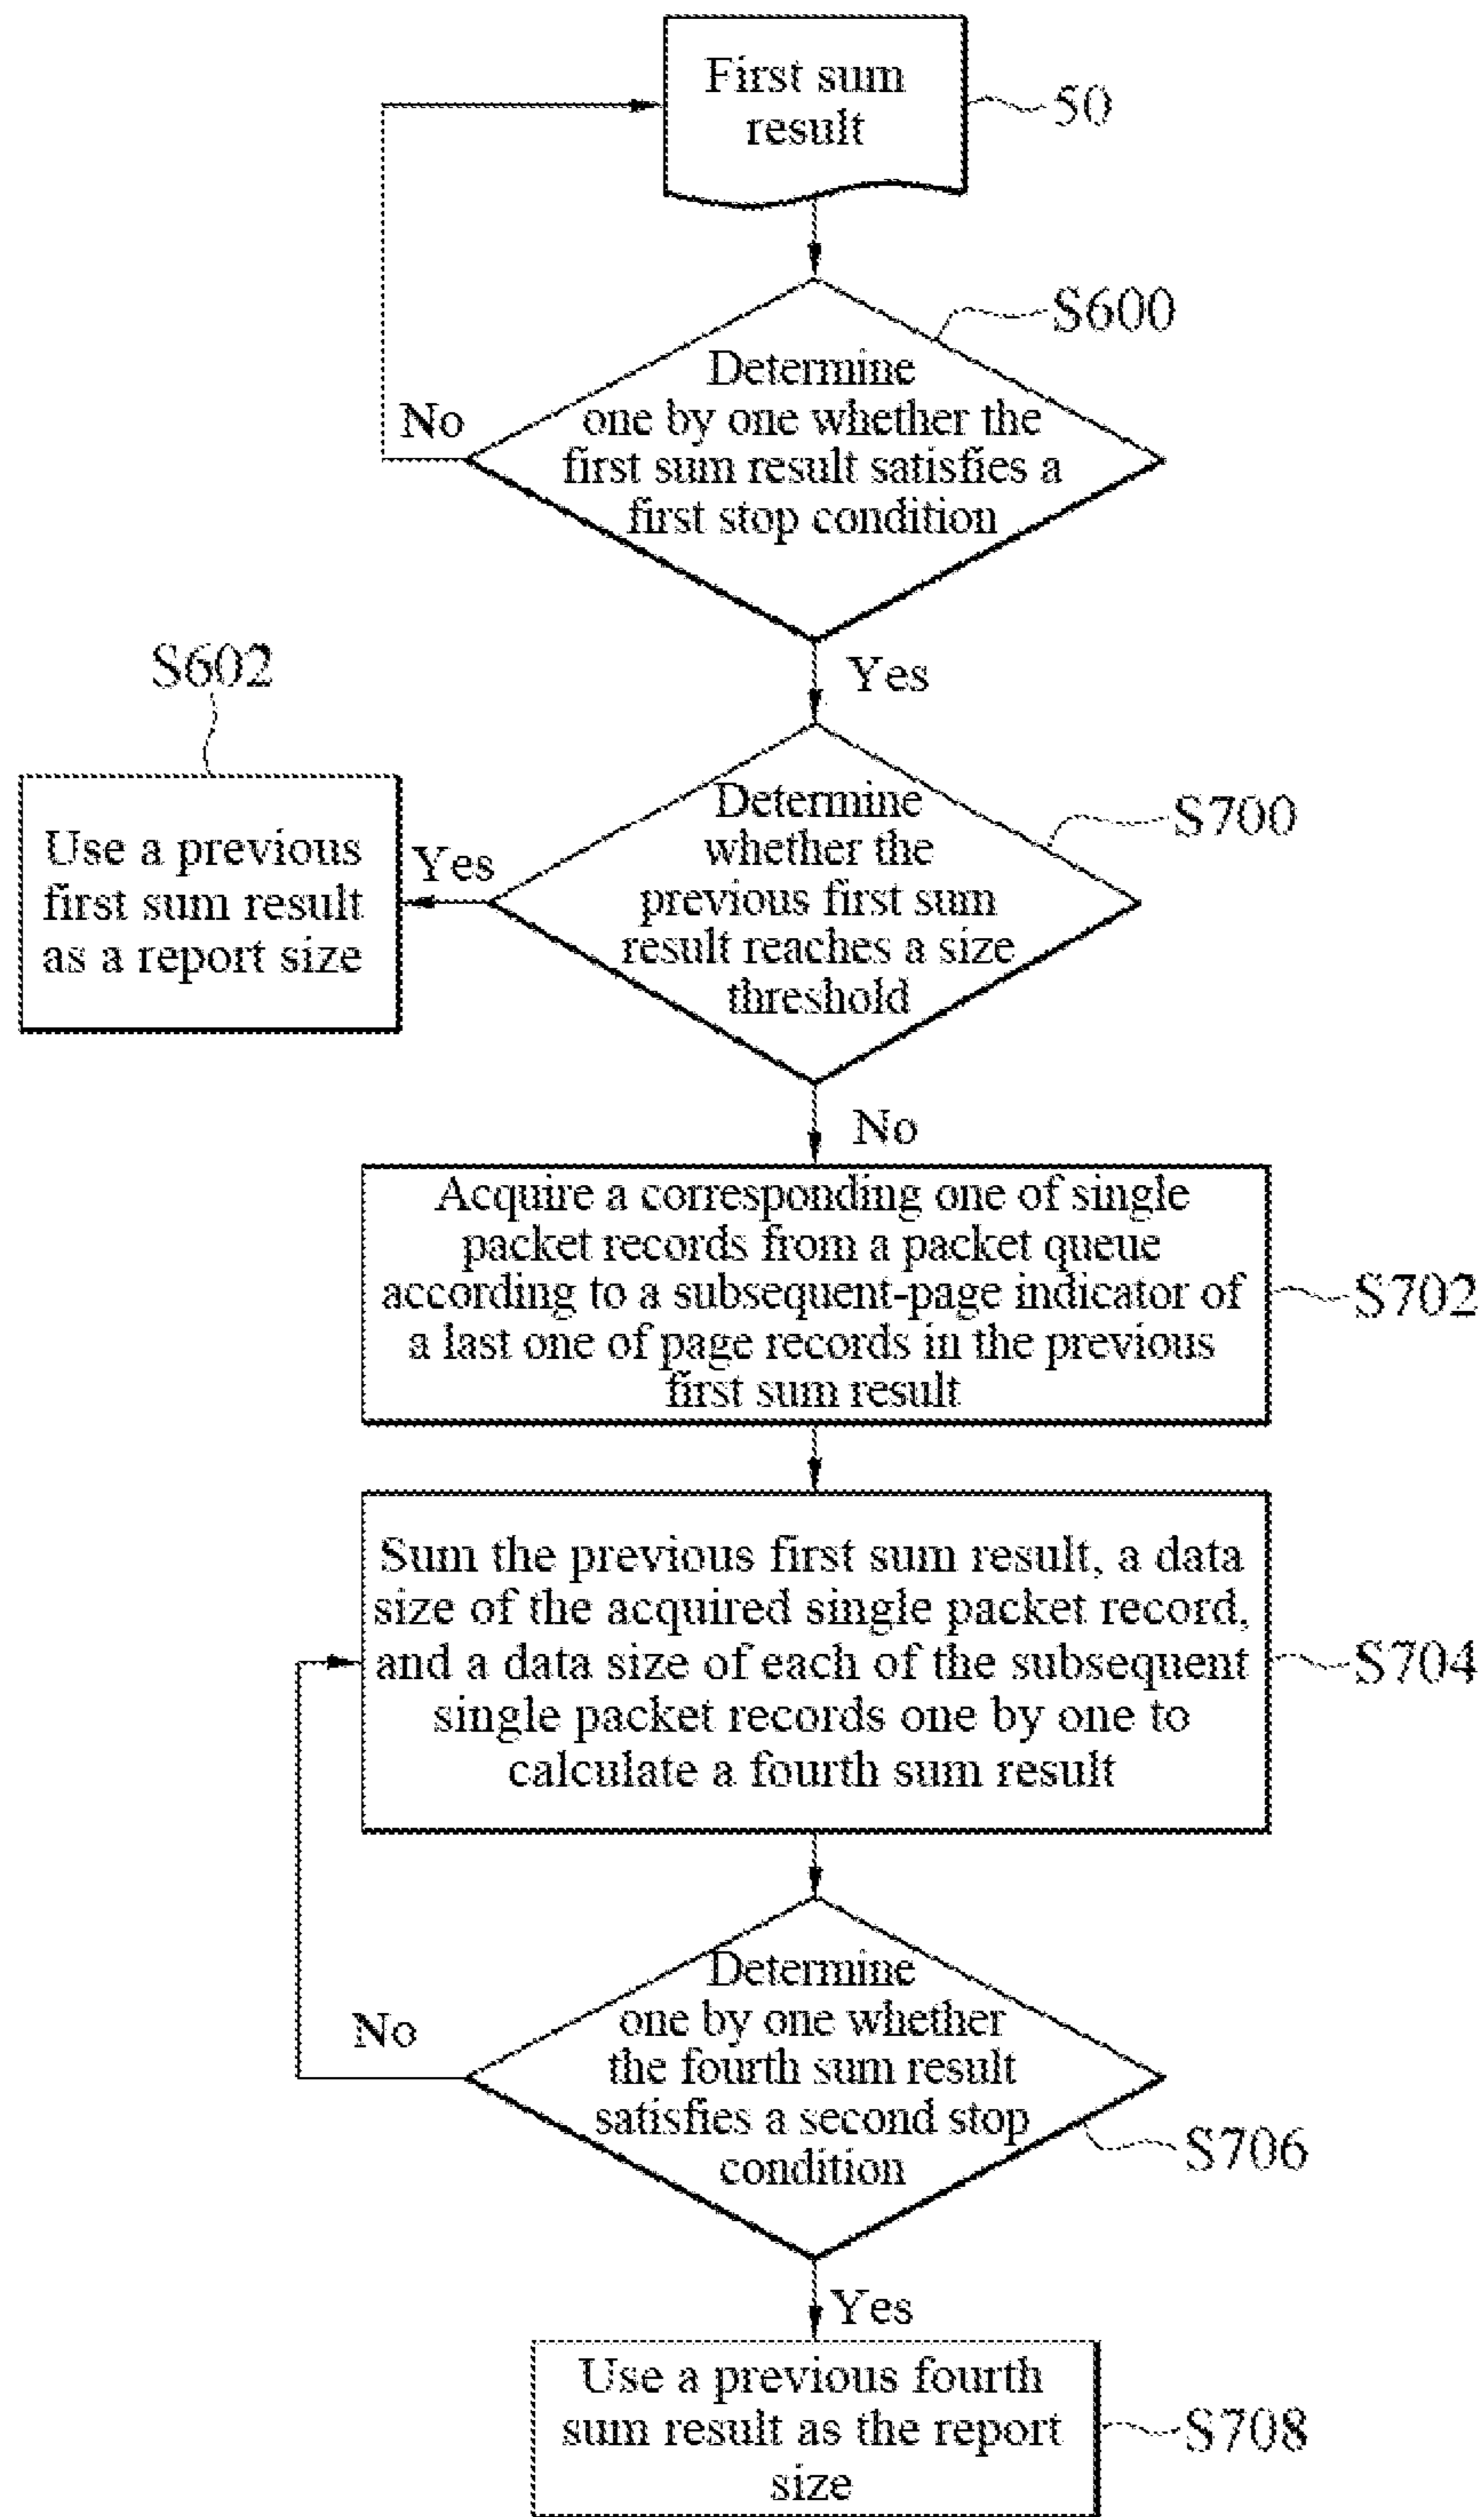 First sum
result
50
S600
Determine
one by one whether the
first sum result satisfies a
first stop condition
No
Yes
S602
Use a previous
first sum result
as a report size
Yes
Determine
whether the
previous first sum
result reaches a size
threshold
S700
No
Acquire a corresponding one of single
packet records from a packet queue
according to a subsequent-page indicator of
a last one of page records in the previous
first sum result
S702
Sum the previous first sum result, a data
size of the acquired single packet record,
and a data size of each of the subsequent
single packet records one by one to
calculate a fourth sum result
S704
Determine
one by one whether
the fourth sum result
satisfies a second stop
condition
No
S706
Yes
Use a previous fourth
sum result as the report
size
S708